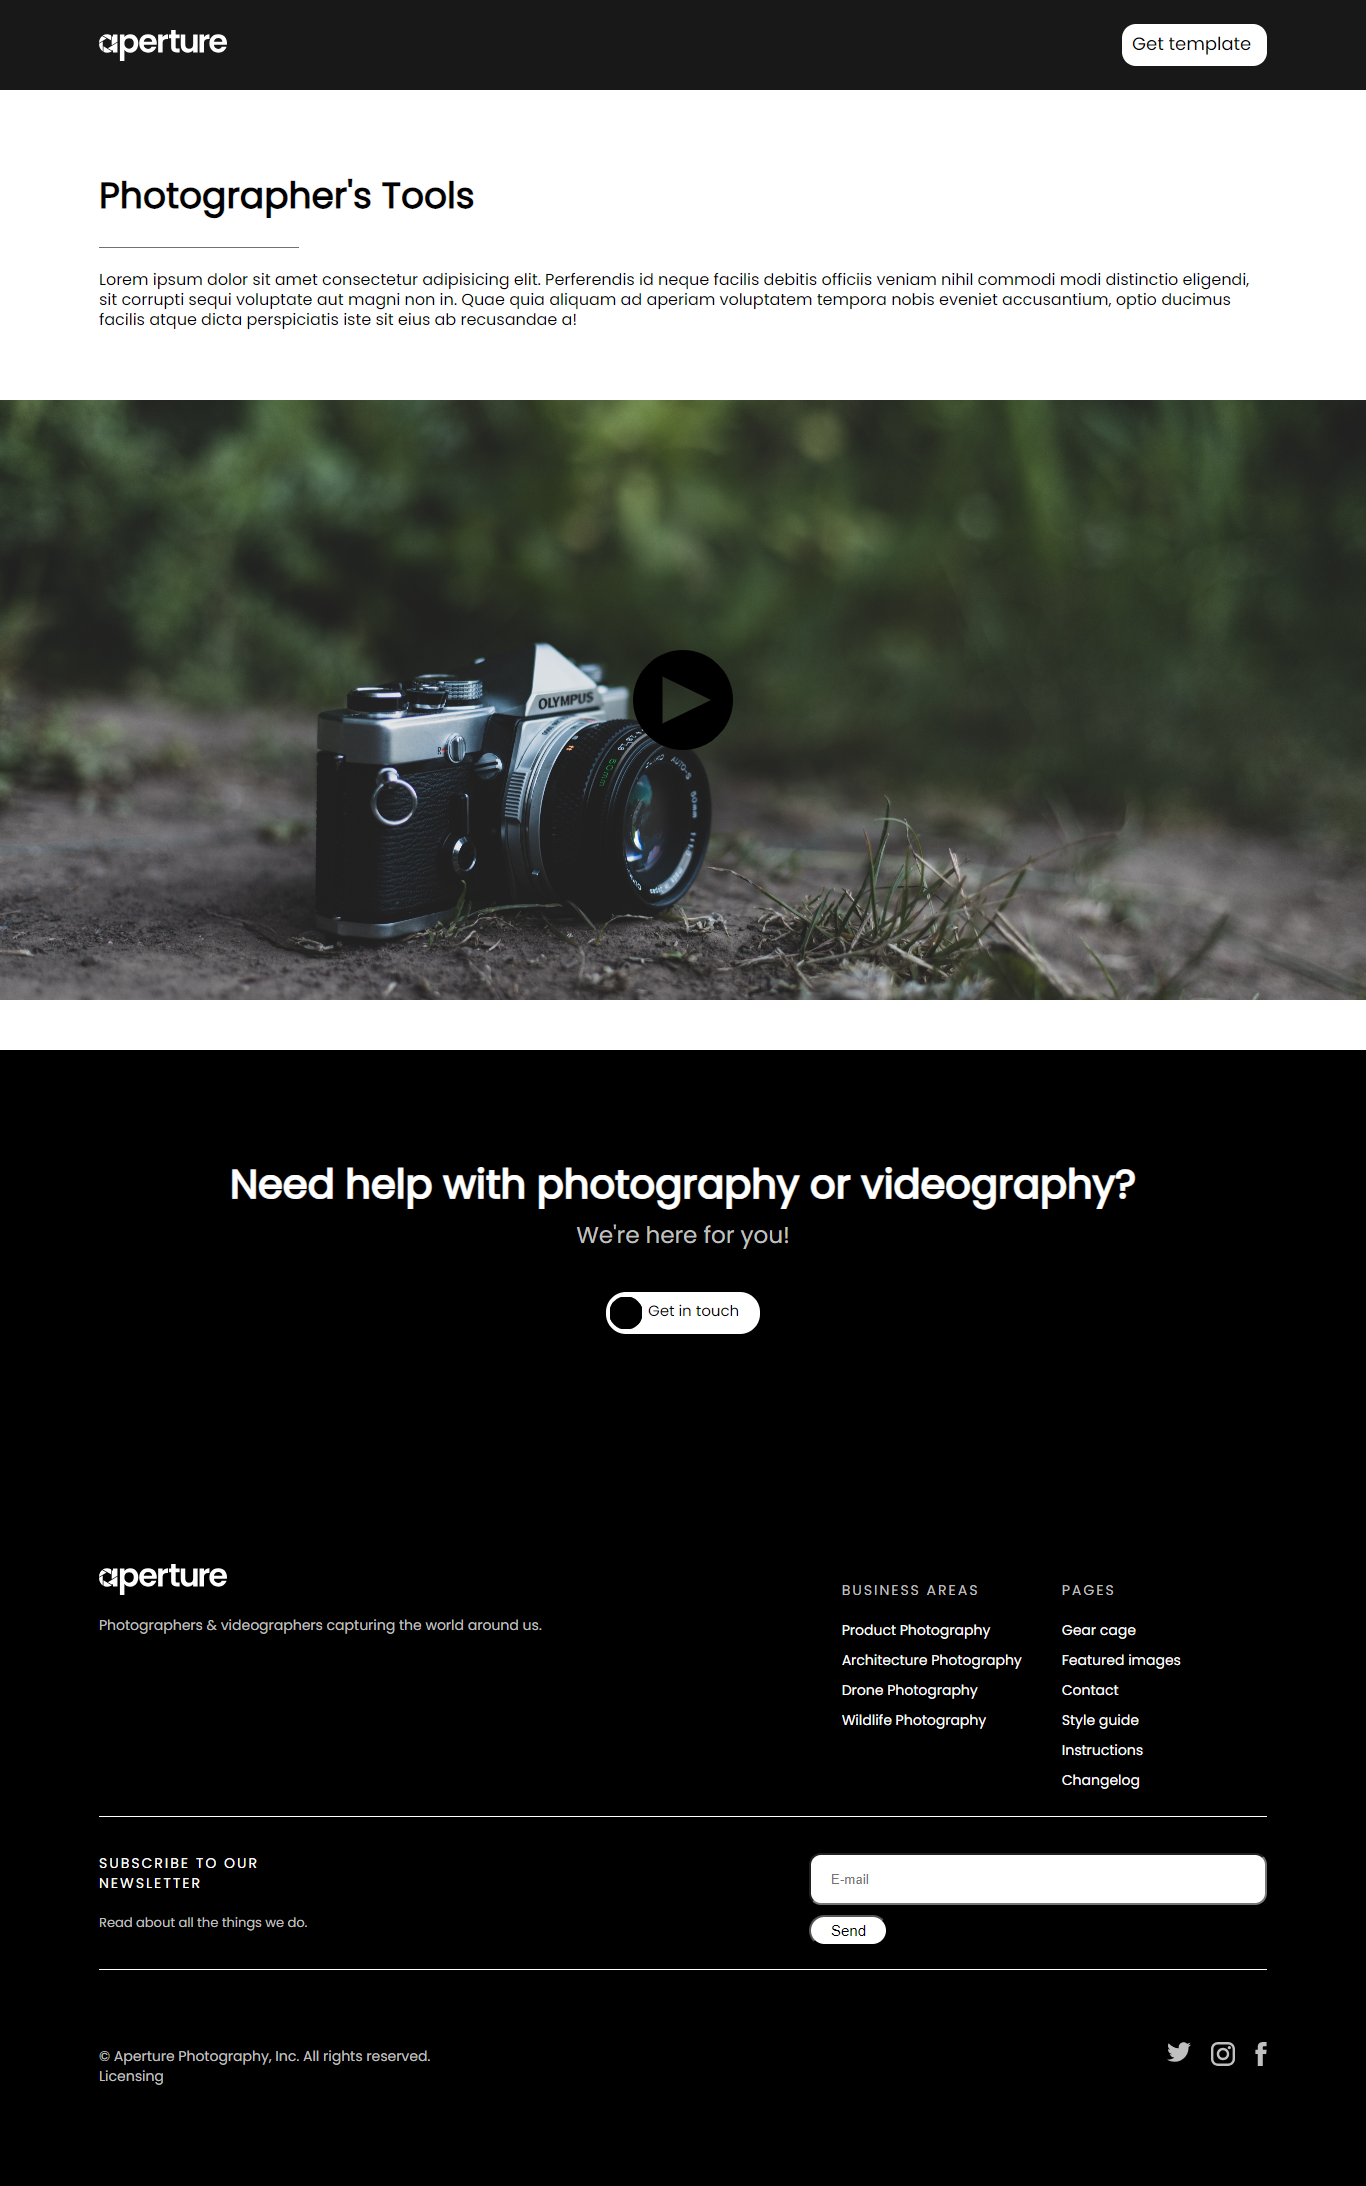 aperture
Get template
Photographer's Tools
Lorem ipsum dolor sit amet consectetur adipisicing elit. Perferendis id neque facilis debitis officiis veniam nihil commodi modi distinctio eligendi,
sit corrupti sequi voluptate aut magni non in. Quae quia aliquam ad aperiam voluptatem tempora nobis eveniet accusantium, optio ducimus
facilis atque dicta perspiciatis iste sit eius ab recusandae a!
OLYMPUS
50mm
AUTO-S
50mm
Need help with photography or videography?
We're here for you!
Get in touch
aperture
Photographers & videographers capturing the world around us.
BUSINESS AREAS
Product Photography
Architecture Photography
Drone Photography
Wildlife Photography
PAGES
Gear cage
Featured images
Contact
Style guide
Instructions
Changelog
SUBSCRIBE TO OUR
NEWSLETTER
Read about all the things we do.
E-mail
Send
© Aperture Photography, Inc. All rights reserved.
Licensing